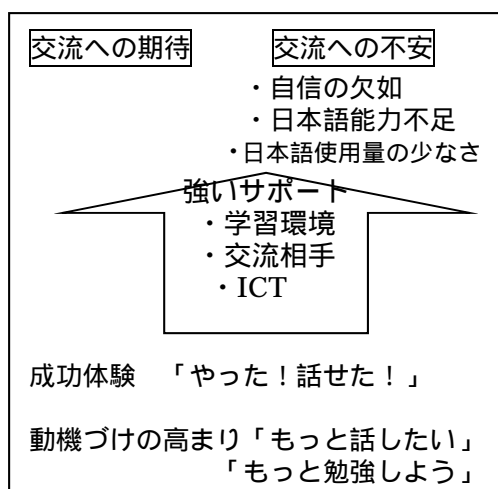 交流への期待　交流への不安
・自信の欠如
・日本語能力不足
・日本語使用量の少なさ
強いサポート
・学習環境
・交流相手
・ICT
成功体験　「やった！話せた！」
動機づけの高まり「もっと話したい」
「もっと勉強しよう」